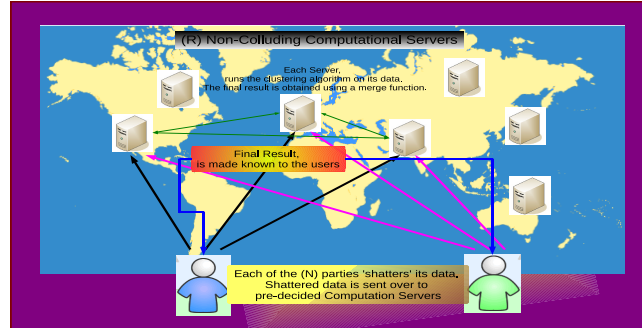 (R) Non-Colluding Computational Servers
Each Server,
runs the clustering algorithm on its data.
The final result is obtained using a merge function.
Final Result,
is made known to the users
Each of the (N) parties 'shatters' its data.
Shattered data is sent over to
pre-decided Computation Servers